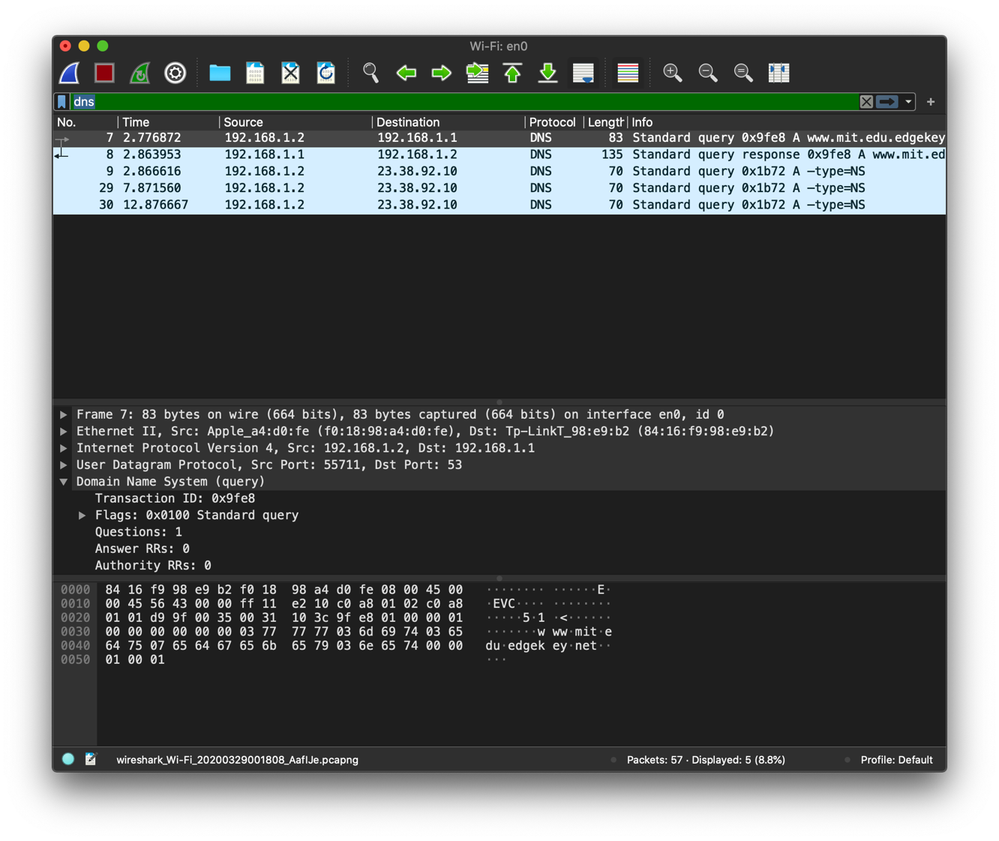 Wi-Fi: en0
dns
+
No. Time Source Destination Protocol Length Info
7 2.776872 192.168.1.2 192.168.1.1 DNS 83 Standard query 0x9fe8 A www.mit.edu.edgekey
8 2.863953 192.168.1.1 192.168.1.2 DNS 135 Standard query response 0x9fe8 A www.mit.ed
9 2.866616 192.168.1.2 23.38.92.10 DNS 70 Standard query 0x1b72 A –type=NS
29 7.871560 192.168.1.2 23.38.92.10 DNS 70 Standard query 0x1b72 A –type=NS
30 12.876667 192.168.1.2 23.38.92.10 DNS 70 Standard query 0x1b72 A –type=NS
Frame 7: 83 bytes on wire (664 bits), 83 bytes captured (664 bits) on interface en0, id 0
Ethernet II, Src: Apple_a4:d0:fe (f0:18:98:a4:d0:fe), Dst: Tp-LinkT_98:e9:b2 (84:16:f9:98:e9:b2)
Internet Protocol Version 4, Src: 192.168.1.2, Dst: 192.168.1.1
User Datagram Protocol, Src Port: 55711, Dst Port: 53
Domain Name System (query)
Transaction ID: 0x9fe8
Flags: 0x0100 Standard query
Questions: 1
Answer RRs: 0
Authority RRs: 0
0000 84 16 f9 98 e9 b2 f0 18 98 a4 d0 fe 08 00 45 00 ········ ······E·
0010 00 45 56 43 00 00 ff 11 e2 10 c0 a8 01 02 c0 a8 ·EVC···· ········
0020 01 01 d9 9f 00 35 00 31 10 3c 9f e8 01 00 00 01 ·····5·1 ·<······
0030 00 00 00 00 00 00 03 77 77 77 03 6d 69 74 03 65 ·······w ww·mit·e
0040 64 75 07 65 64 67 65 6b 65 79 03 6e 65 74 00 00 du·edgek ey·net··
0050 01 00 01 ···
wireshark_Wi-Fi_20200329001808_AafIJe.pcapng Packets: 57 · Displayed: 5 (8.8%) Profile: Default